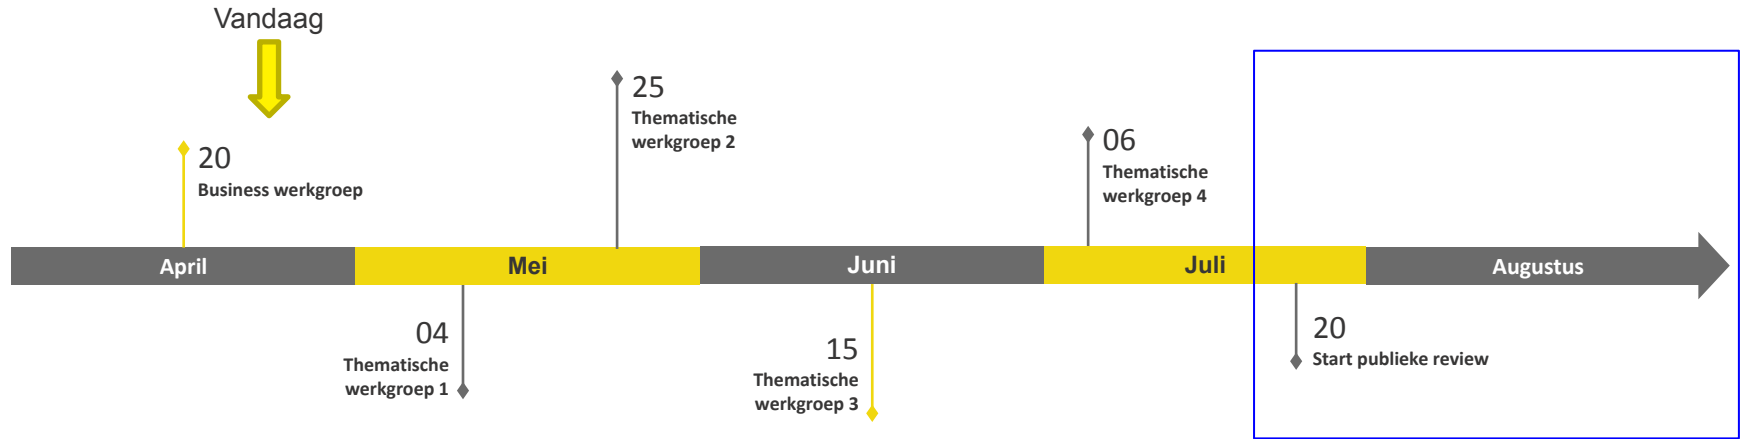 Vandaag
20
Business werkgroep
25
Thematische
werkgroep 2
06
Thematische
werkgroep 4
April
Mei
Juni
Juli
Augustus
04
Thematische
werkgroep 1
15
Thematische
werkgroep 3
20
Start publieke review